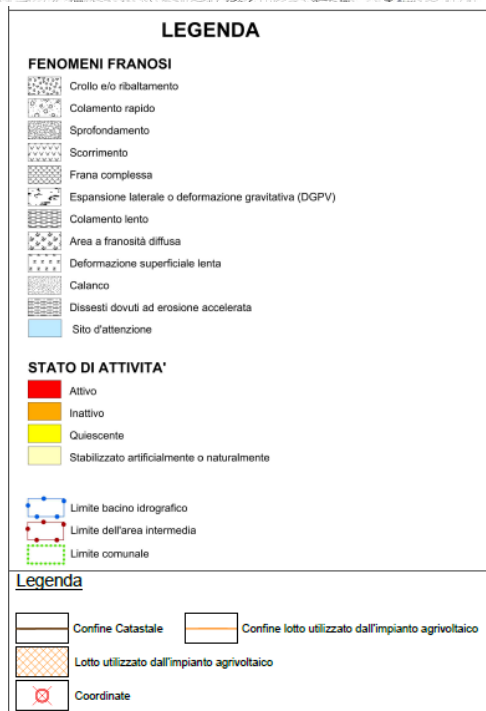 LEGENDA
FENOMENI FRANOSI
Crollo e/o ribaltamento
Colamento rapido
Sprofondamento
Scorrimento
Frana complessa
Espansione laterale o deformazione gravitativa (DGPV)
Colamento lento
Area a franosità diffusa
Deformazione superficiale lenta
Calanco
Dissesti dovuti ad erosione accelerata
Sito d'attenzione
STATO DI ATTIVITA'
Attivo
Inattivo
Quiescente
Stabilizzato artificialmente o naturalmente
Limite bacino idrografico
Limite dell'area intermedia
Limite comunale
Legenda
Confine Catastale Confine lotto utilizzato dall'impianto agrivoltaico
Lotto utilizzato dall'impianto agrivoltaico
Coordinate